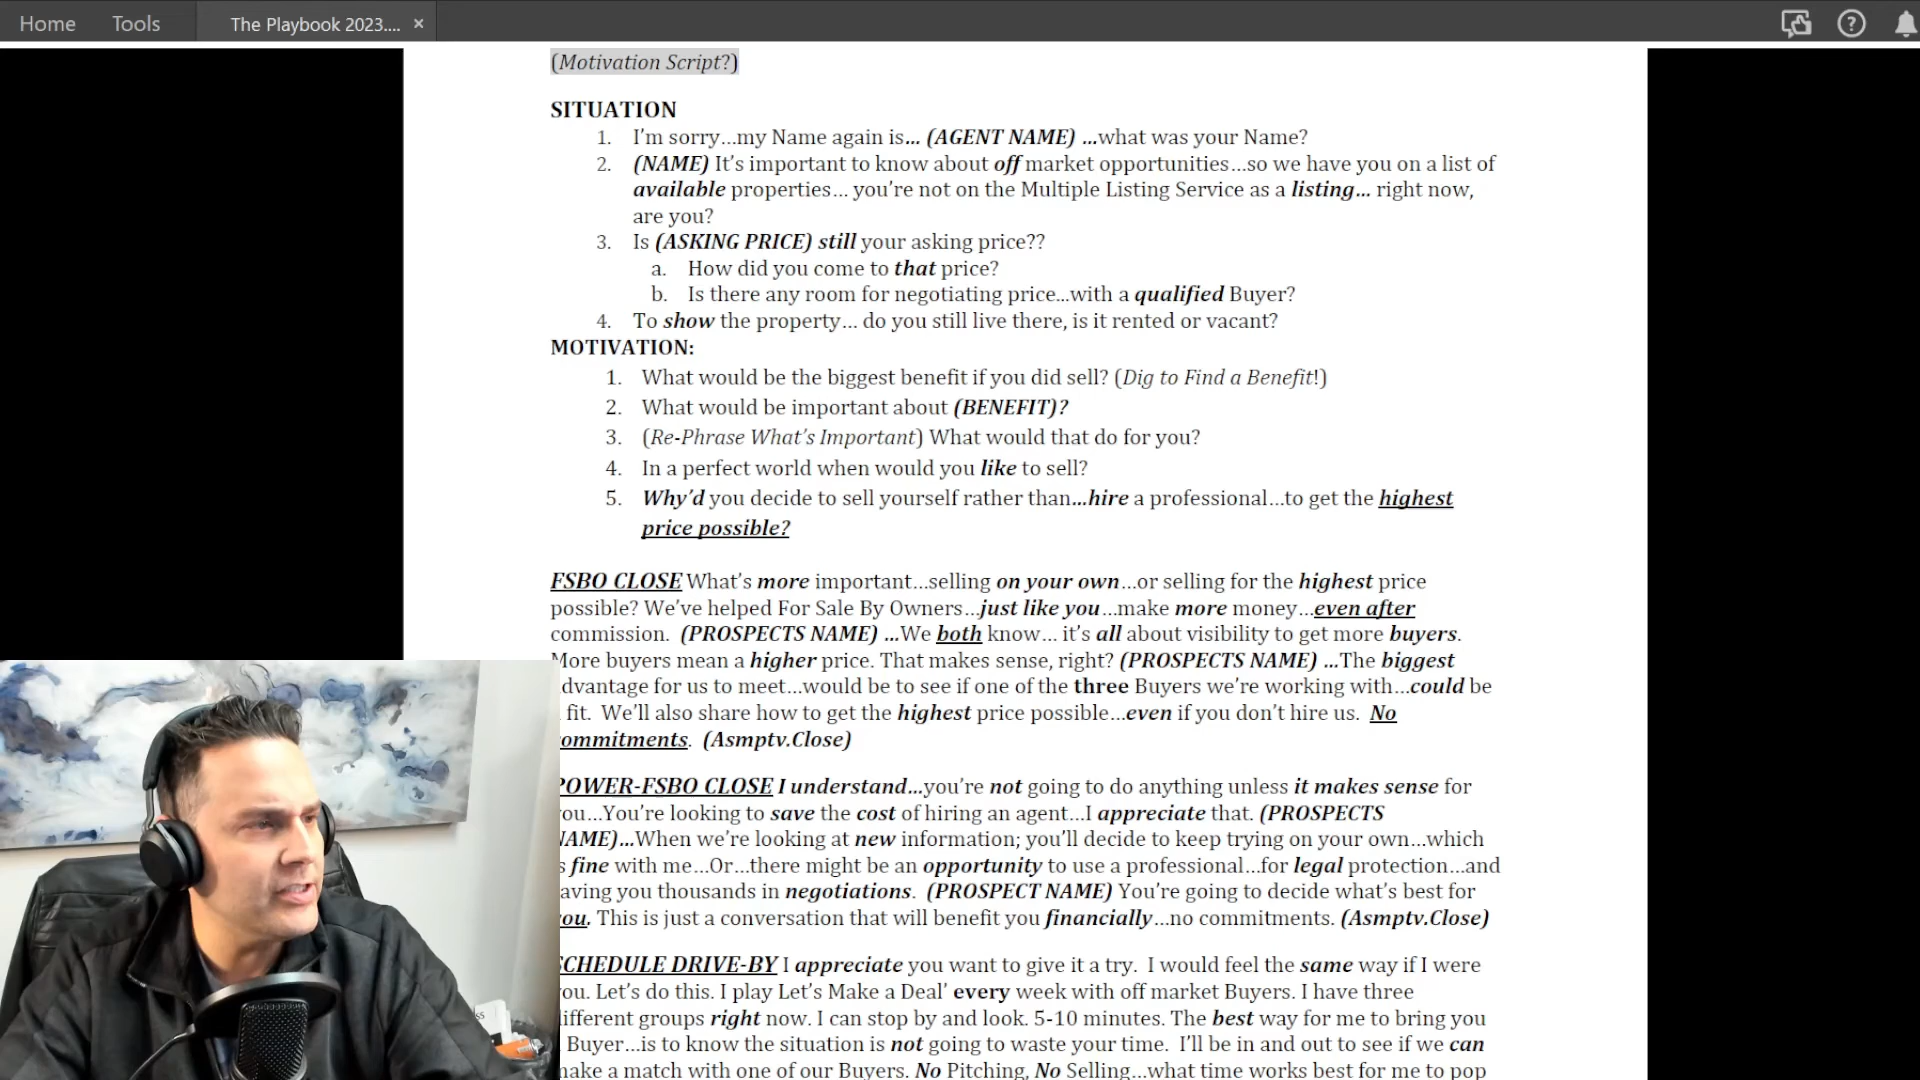 Home Tools The Playbook 2023.... ×
(Motivation Script?)
SITUATION
1. I'm sorry…my Name again is… (AGENT NAME) …what was your Name?
2. (NAME) It's important to know about off market opportunities…so we have you on a list of
available properties… you're not on the Multiple Listing Service as a listing… right now,
are you?
3. Is (ASKING PRICE) still your asking price??
a. How did you come to that price?
b. Is there any room for negotiating price…with a qualified Buyer?
4. To show the property… do you still live there, is it rented or vacant?
MOTIVATION:
1. What would be the biggest benefit if you did sell? (Dig to Find a Benefit!)
2. What would be important about (BENEFIT)?
3. (Re-Phrase What's Important) What would that do for you?
4. In a perfect world when would you like to sell?
5. Why'd you decide to sell yourself rather than…hire a professional…to get the highest
price possible?
FSBO CLOSE What's more important…selling on your own…or selling for the highest price
possible? We've helped For Sale By Owners…just like you…make more money…even after
commission. (PROSPECTS NAME) …We both know… it's all about visibility to get more buyers.
More buyers mean a higher price. That makes sense, right? (PROSPECTS NAME) …The biggest
dvantage for us to meet…would be to see if one of the three Buyers we're working with…could be
fit. We'll also share how to get the highest price possible…even if you don't hire us. No
ommitments. (Asmptv.Close)
POWER-FSBO CLOSE I understand…you're not going to do anything unless it makes sense for
ou…You're looking to save the cost of hiring an agent…I appreciate that. (PROSPECTS
NAME)…When we're looking at new information; you'll decide to keep trying on your own…which
s fine with me…Or…there might be an opportunity to use a professional…for legal protection…and
aving you thousands in negotiations. (PROSPECT NAME) You're going to decide what's best for
ou. This is just a conversation that will benefit you financially…no commitments. (Asmptv.Close)
SCHEDULE DRIVE-BY I appreciate you want to give it a try. I would feel the same way if I were
ou. Let's do this. I play Let's Make a Deal' every week with off market Buyers. I have three
ifferent groups right now. I can stop by and look. 5-10 minutes. The best way for me to bring you
Buyer…is to know the situation is not going to waste your time. I'll be in and out to see if we can
make a match with one of our Buyers. No Pitching, No Selling…what time works best for me to pop